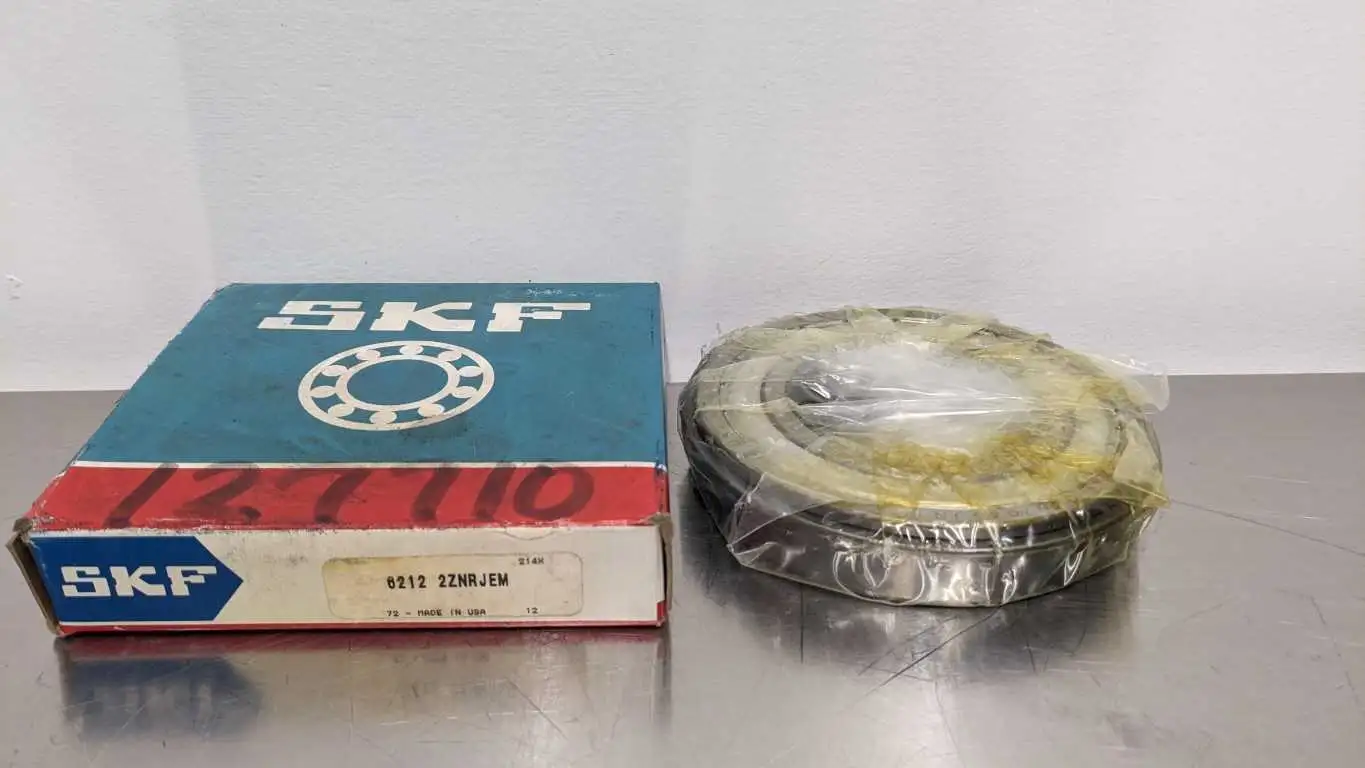 SKF
127710
SKF
214H
6212 2ZNRJEM
72 - MADE IN USA 12